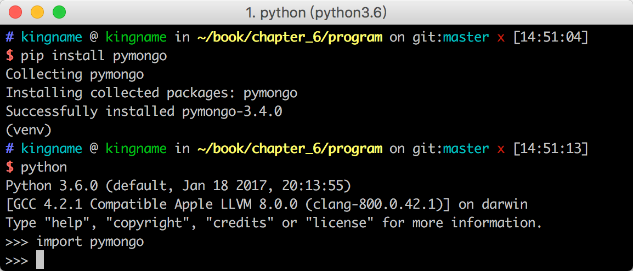 1. python (python3.6)
# kingname @ kingname in ~/book/chapter_6/program on git:master x [14:51:04]
$ pip install pymongo
Collecting pymongo
Installing collected packages: pymongo
Successfully installed pymongo-3.4.0
(venv)
# kingname @ kingname in ~/book/chapter_6/program on git:master x [14:51:13]
$ python
Python 3.6.0 (default, Jan 18 2017, 20:13:55)
[GCC 4.2.1 Compatible Apple LLVM 8.0.0 (clang-800.0.42.1)] on darwin
Type "help", "copyright", "credits" or "license" for more information.
>>> import pymongo
>>>